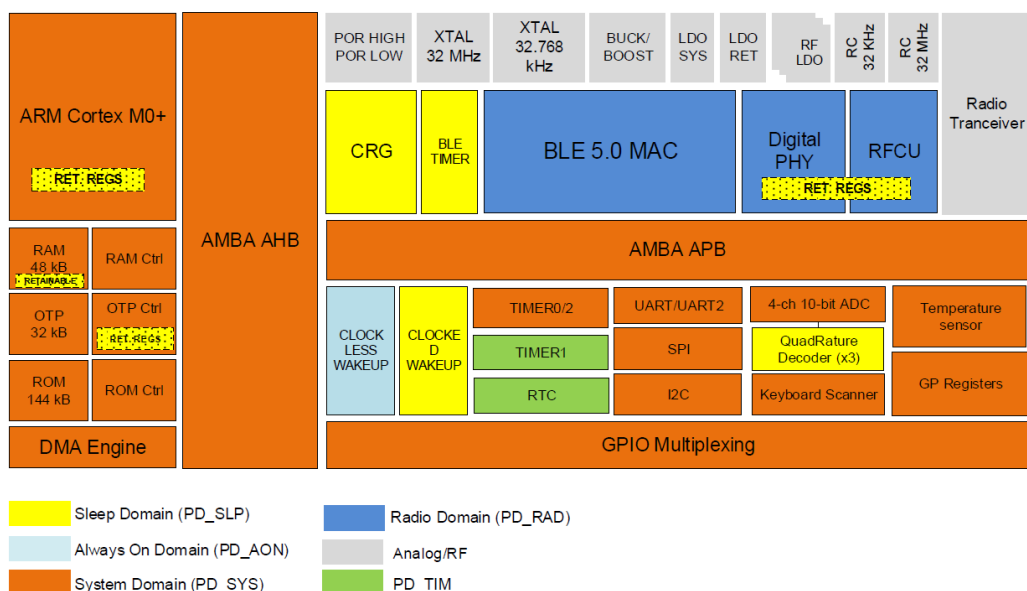 ARM Cortex M0+
RET. REGS
RAM
48 kB
RETAINABLE
RAM Ctrl
OTP
32 kB
OTP Ctrl
RET. REGS
ROM
144 kB
ROM Ctrl
DMA Engine
AMBA AHB
POR HIGH
POR LOW
XTAL
32 MHz
XTAL
32.768
kHz
BUCK/
BOOST
LDO
SYS
LDO
RET
RF
LDO
RC
32 KHz
RC
32 MHz
Radio
Tranceiver
CRG
BLE
TIMER
BLE 5.0 MAC
Digital
PHY
RFCU
RET. REGS
AMBA APB
CLOCK
LESS
WAKEUP
CLOCKE
D
WAKEUP
TIMER0/2
TIMER1
RTC
UART/UART2
SPI
I2C
4-ch 10-bit ADC
QuadRature
Decoder (x3)
Keyboard Scanner
Temperature
sensor
GP Registers
GPIO Multiplexing
Sleep Domain (PD_SLP)
Always On Domain (PD_AON)
System Domain (PD_SYS)
Radio Domain (PD_RAD)
Analog/RF
PD_TIM